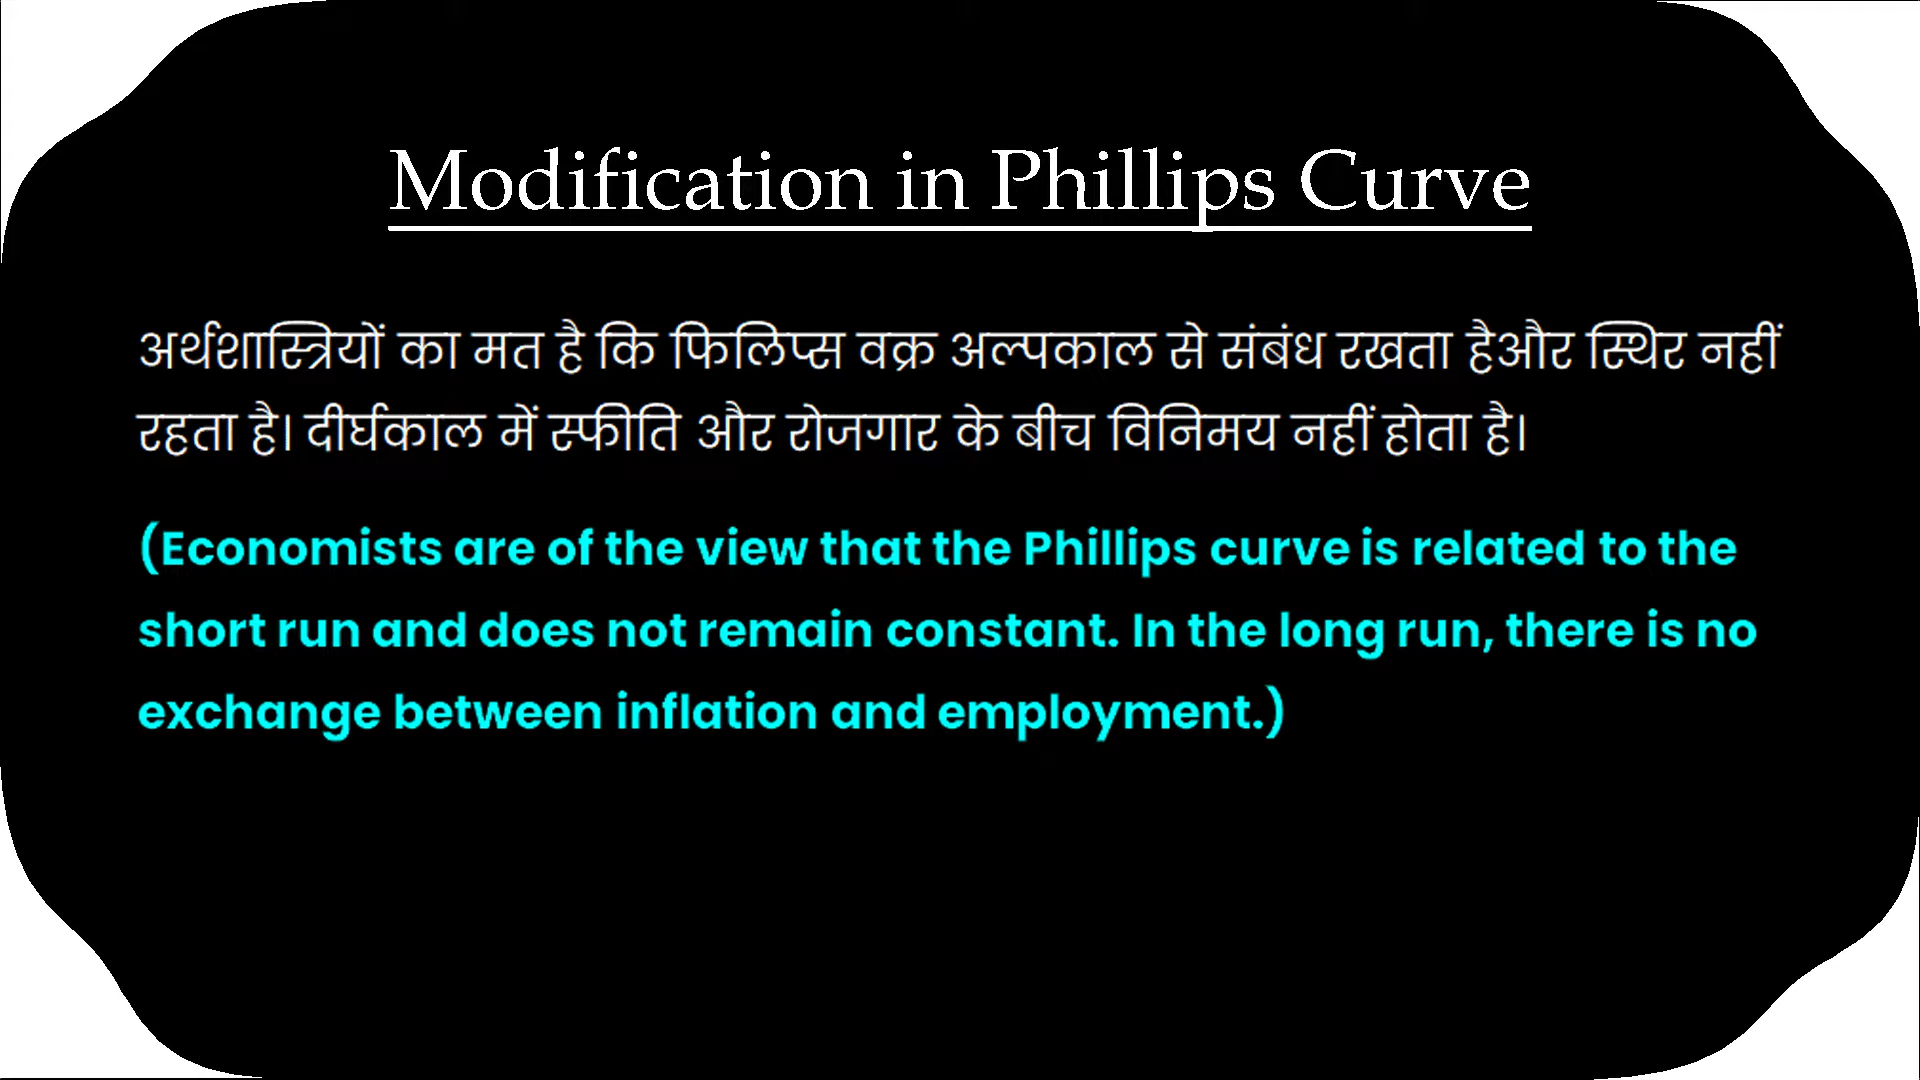 Modification in Phillips Curve
अर्थशास्त्रियों का मत है कि फिलिप्स वक्र अल्पकाल से संबंध रखता हैऔर स्थिर नहीं
रहता है। दीर्घकाल में स्फीति और रोजगार के बीच विनिमय नहीं होता है।
(Economists are of the view that the Phillips curve is related to the
short run and does not remain constant. In the long run, there is no
exchange between inflation and employment.)